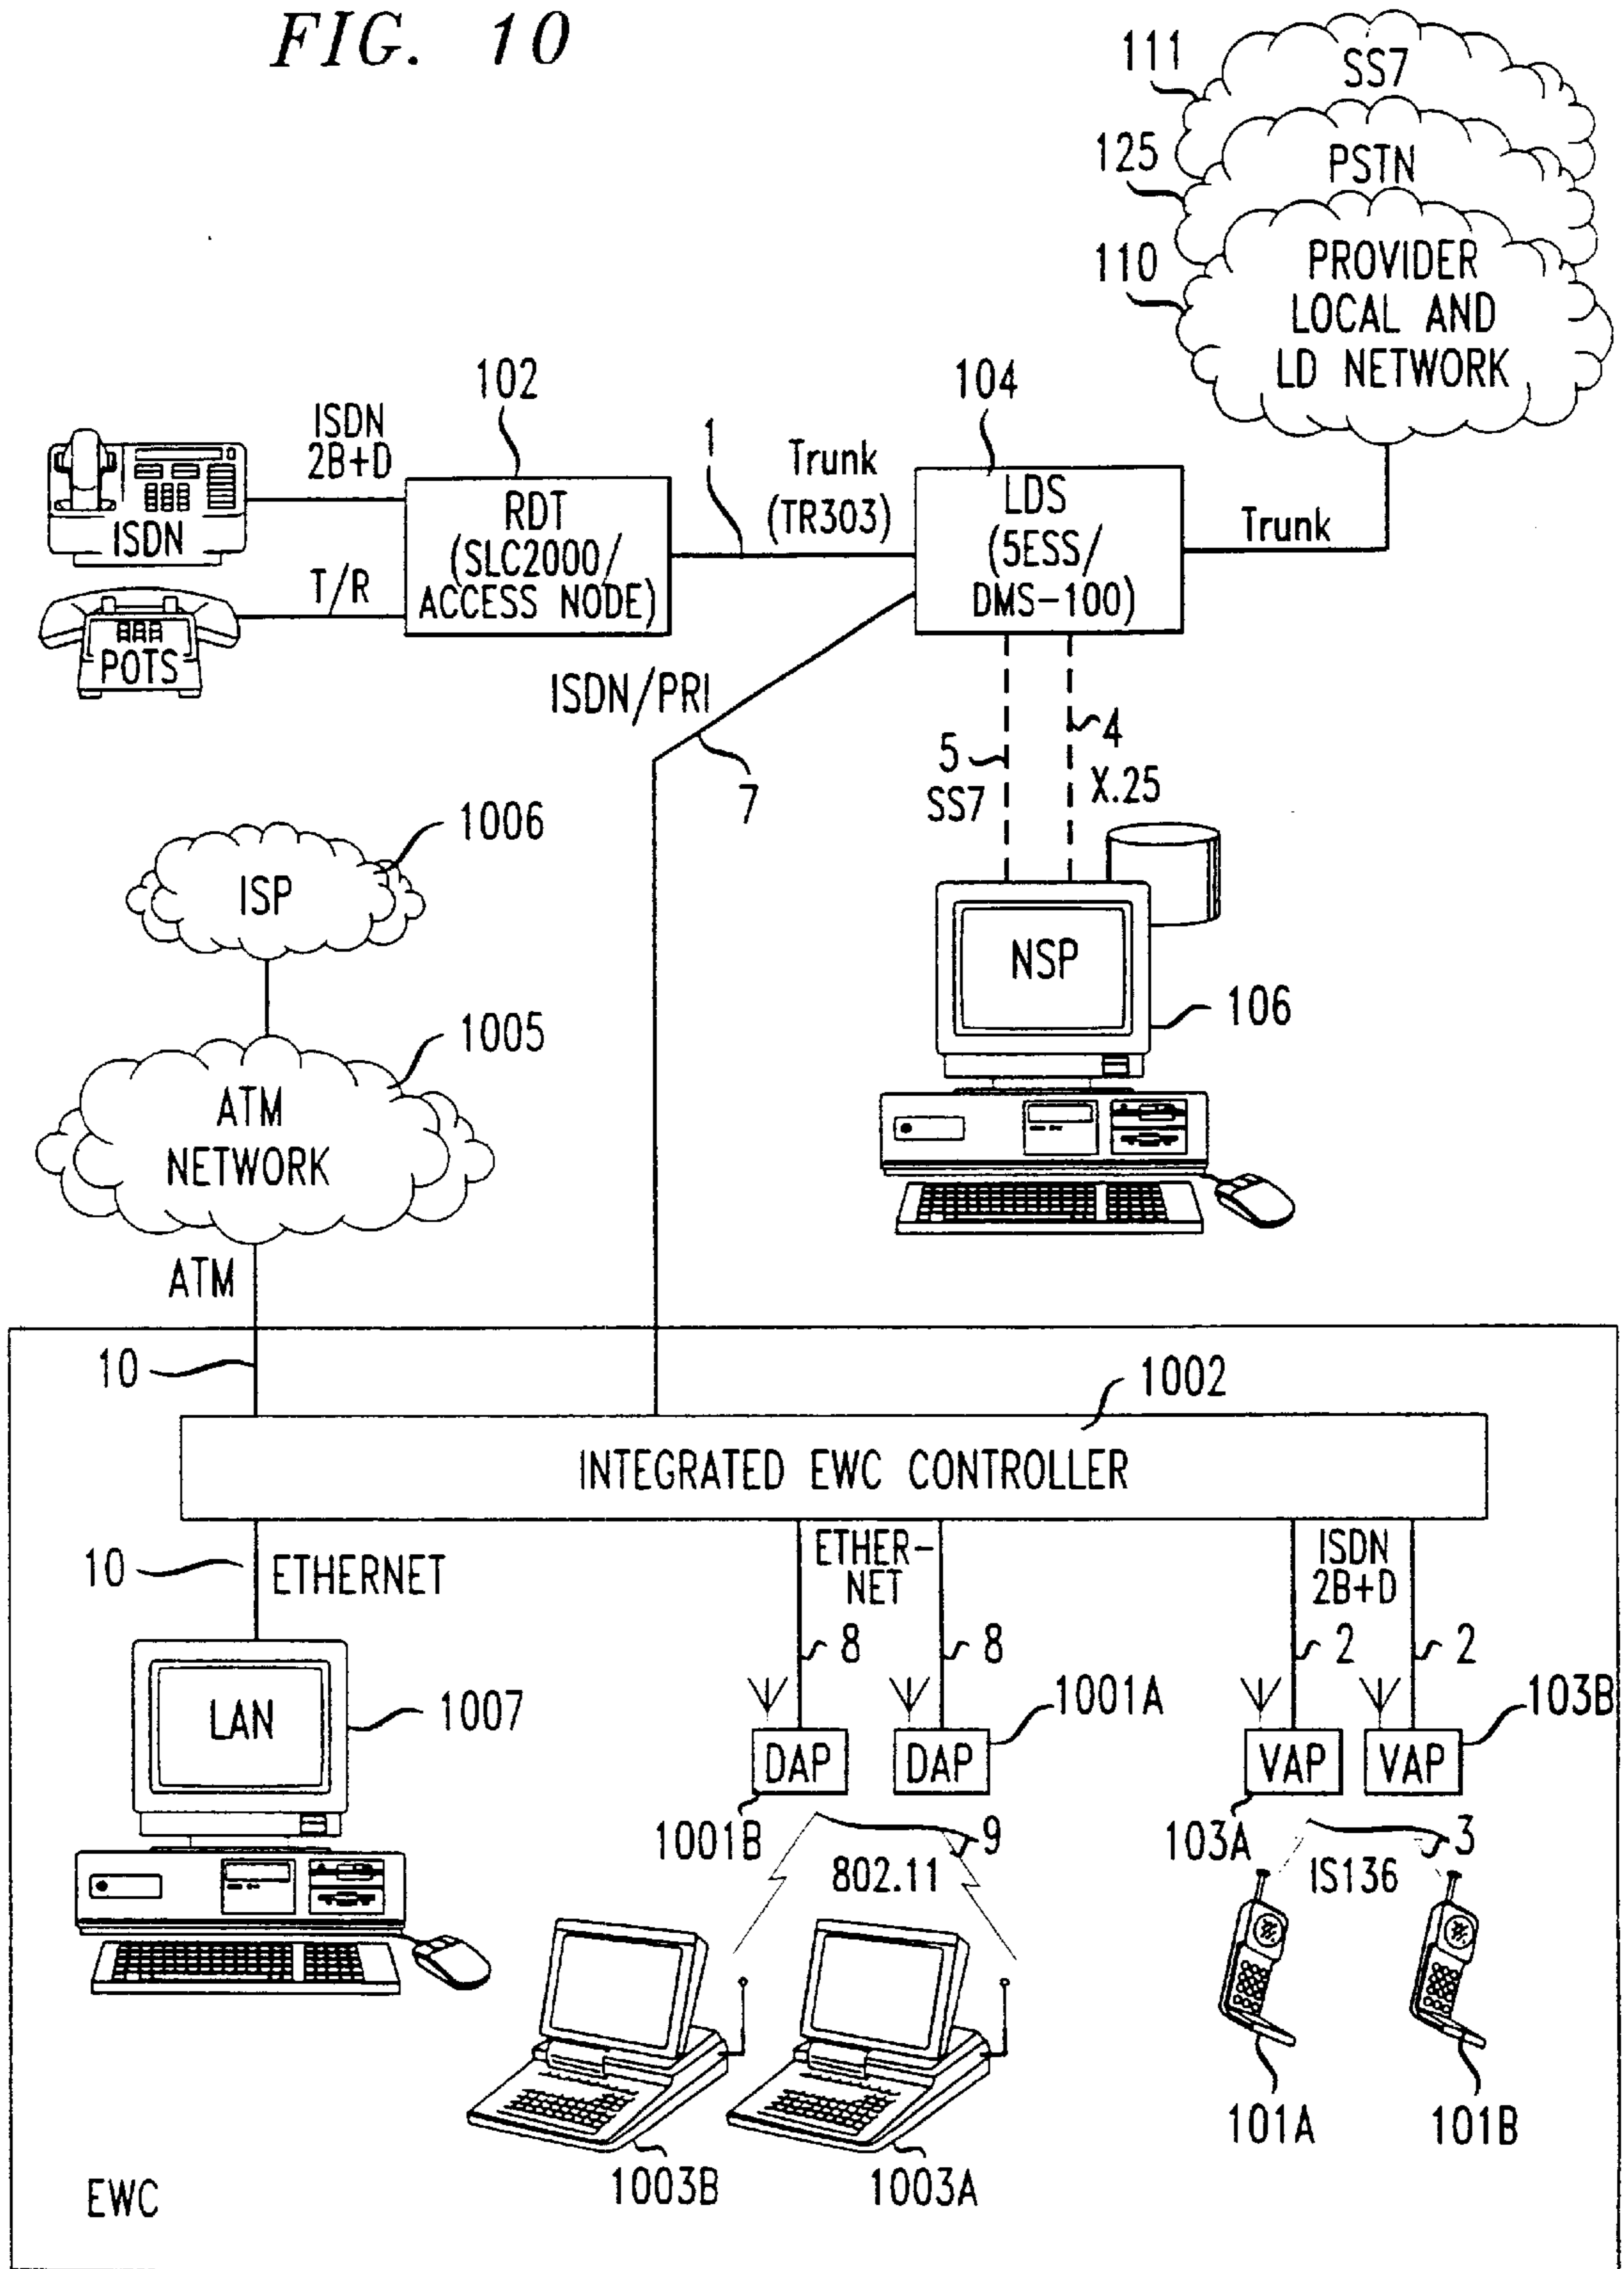 FIG. 10
111
SS7
125
PSTN
110
PROVIDER
LOCAL AND
LD NETWORK
102
104
ISDN
2B+D
1
Trunk
(TR303)
ISDN
RDT
(SLC2000/
ACCESS NODE)
LDS
(5ESS/
DMS-100)
Trunk
T/R
POTS
ISDN/PRI
7
5
SS7
4
X.25
1006
ISP
NSP
106
1005
ATM
NETWORK
ATM
10
1002
INTEGRATED EWC CONTROLLER
10
ETHERNET
ETHER-
NET
ISDN
2B+D
8
8
2
2
LAN
1007
1001A
103B
DAP
DAP
VAP
VAP
1001B
9
103A
3
802.11
IS136
101A
101B
1003B
1003A
EWC